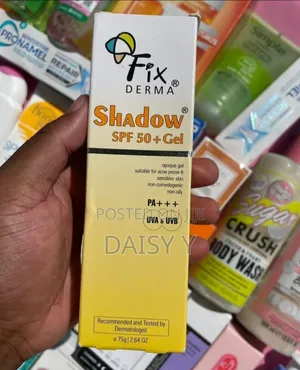 Fix
DERMA®
Shadow®
SPF 50+Gel
opaque gel
suitable for acne prone &
sensitive skin
non-comedogenic
non oily
PA+++
UVA & UVB
POSTED ON JIJI
DAISY Y
Recommended and Tested by
Dermatologist
e 75g | 2.64 OZ
PRONAMEL
REPAIR
Simple
Sugar
CRUSH
BODY WASH